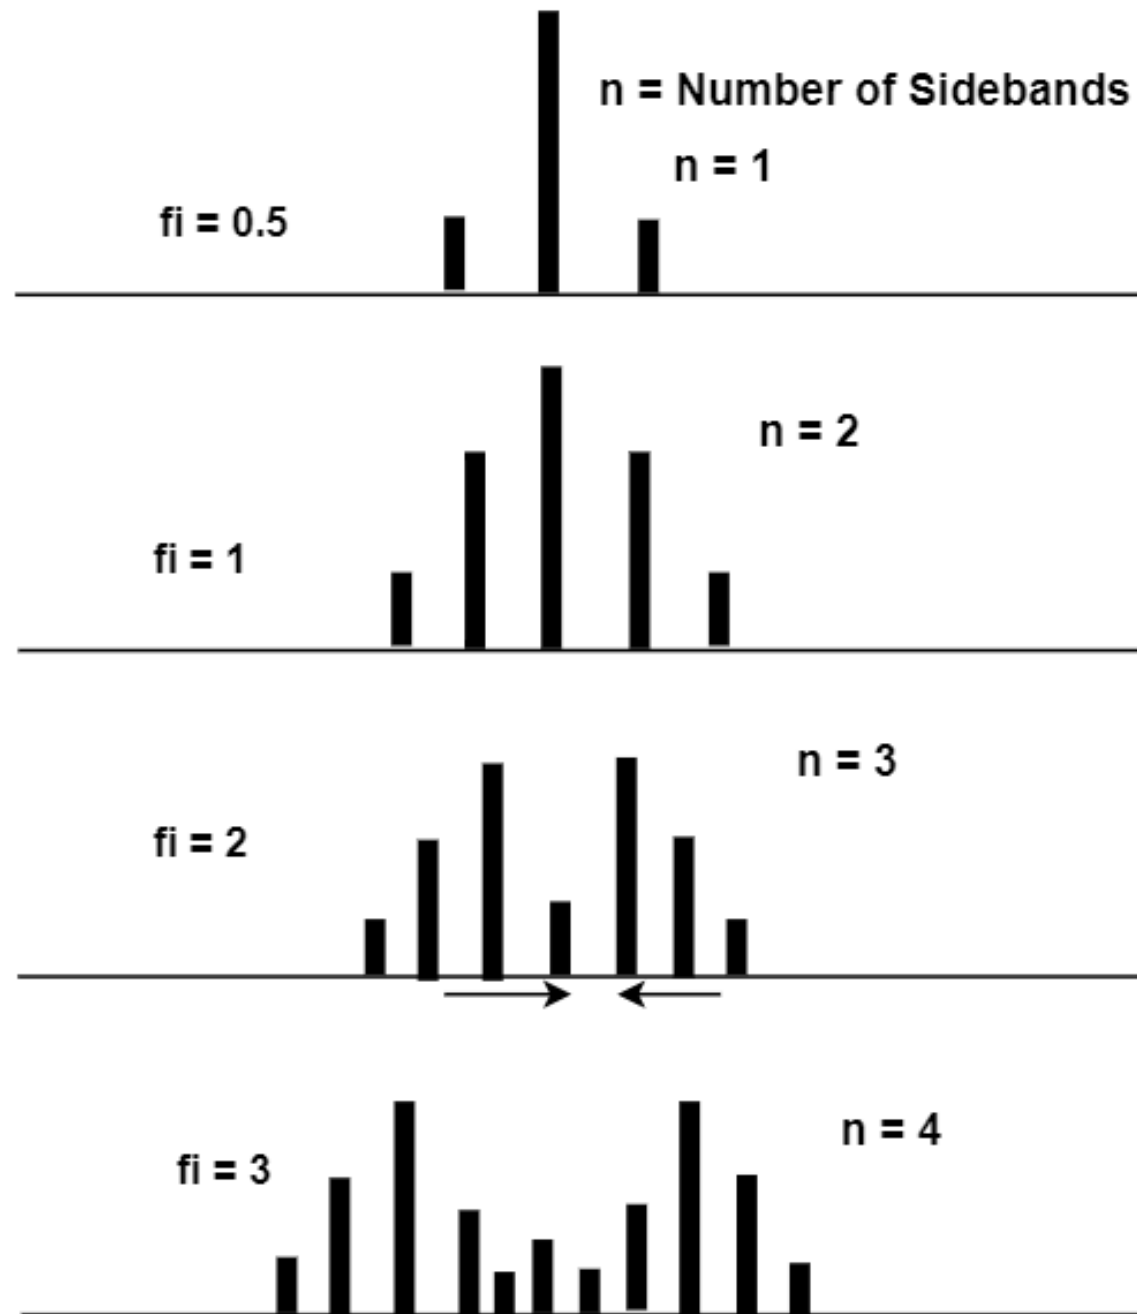 n = Number of Sidebands
n = 1
fi = 0.5
n = 2
fi = 1
n = 3
fi = 2
n = 4
fi = 3